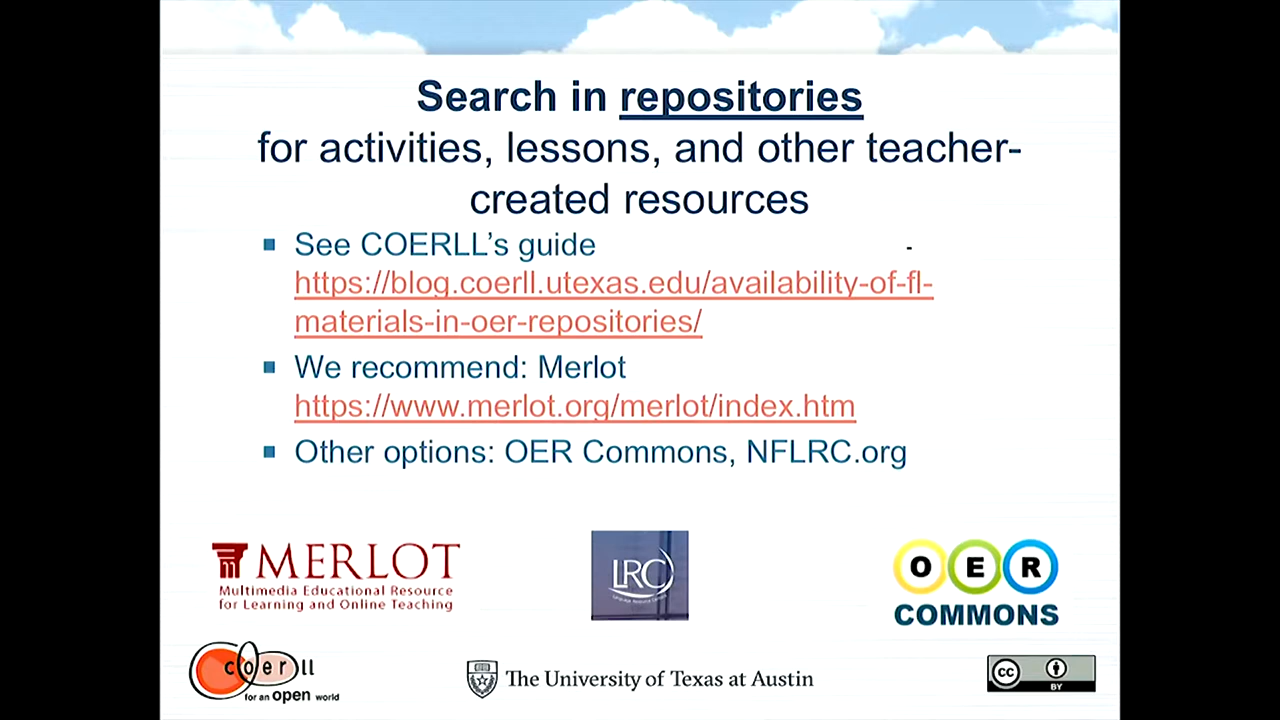 Search in repositories
for activities, lessons, and other teacher-
created resources
See COERLL’s guide
https://blog.coerll.utexas.edu/availability-of-fl-
materials-in-oer-repositories/
We recommend: Merlot
https://www.merlot.org/merlot/index.htm
Other options: OER Commons, NFLRC.org
MERLOT
Multimedia Educational Resource
for Learning and Online Teaching
LRC
O E R
COMMONS
coerll
for an open world
The University of Texas at Austin
cc
BY